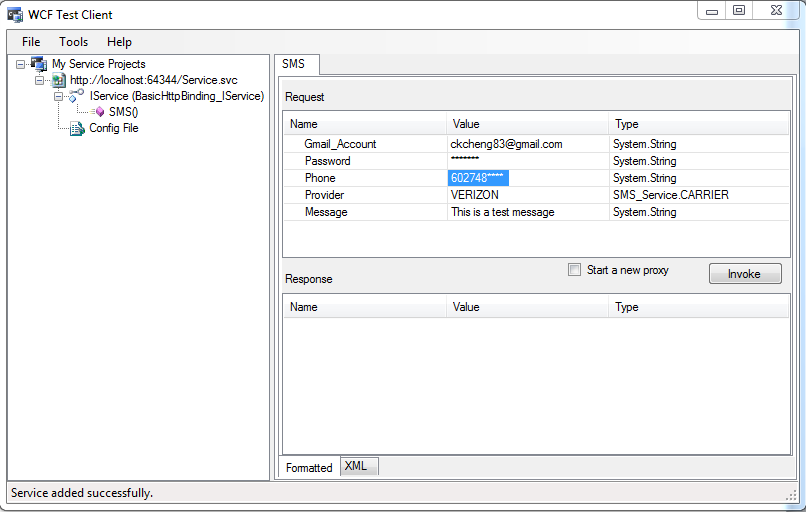 WCF Test Client
File Tools Help
My Service Projects
http://localhost:64344/Service.svc
IService (BasicHttpBinding_IService)
SMS()
Config File
SMS
Request
Name Value Type
Gmail_Account ckcheng83@gmail.com System.String
Password ******* System.String
Phone 602748**** System.String
Provider VERIZON SMS_Service.CARRIER
Message This is a test message System.String
Start a new proxy Invoke
Response
Name Value Type
Formatted XML
Service added successfully.